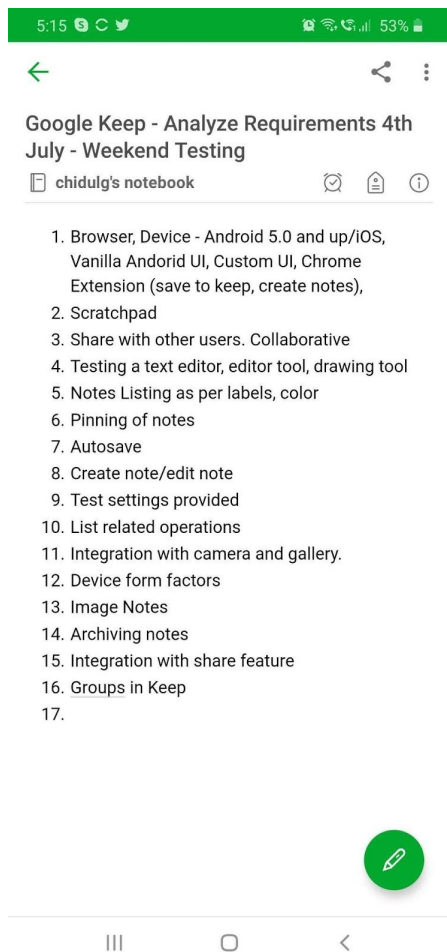 5:15 53%
Google Keep - Analyze Requirements 4th
July - Weekend Testing
chidulg's notebook
1. Browser, Device - Android 5.0 and up/iOS,
Vanilla Andorid UI, Custom UI, Chrome
Extension (save to keep, create notes),
2. Scratchpad
3. Share with other users. Collaborative
4. Testing a text editor, editor tool, drawing tool
5. Notes Listing as per labels, color
6. Pinning of notes
7. Autosave
8. Create note/edit note
9. Test settings provided
10. List related operations
11. Integration with camera and gallery.
12. Device form factors
13. Image Notes
14. Archiving notes
15. Integration with share feature
16. Groups in Keep
17.